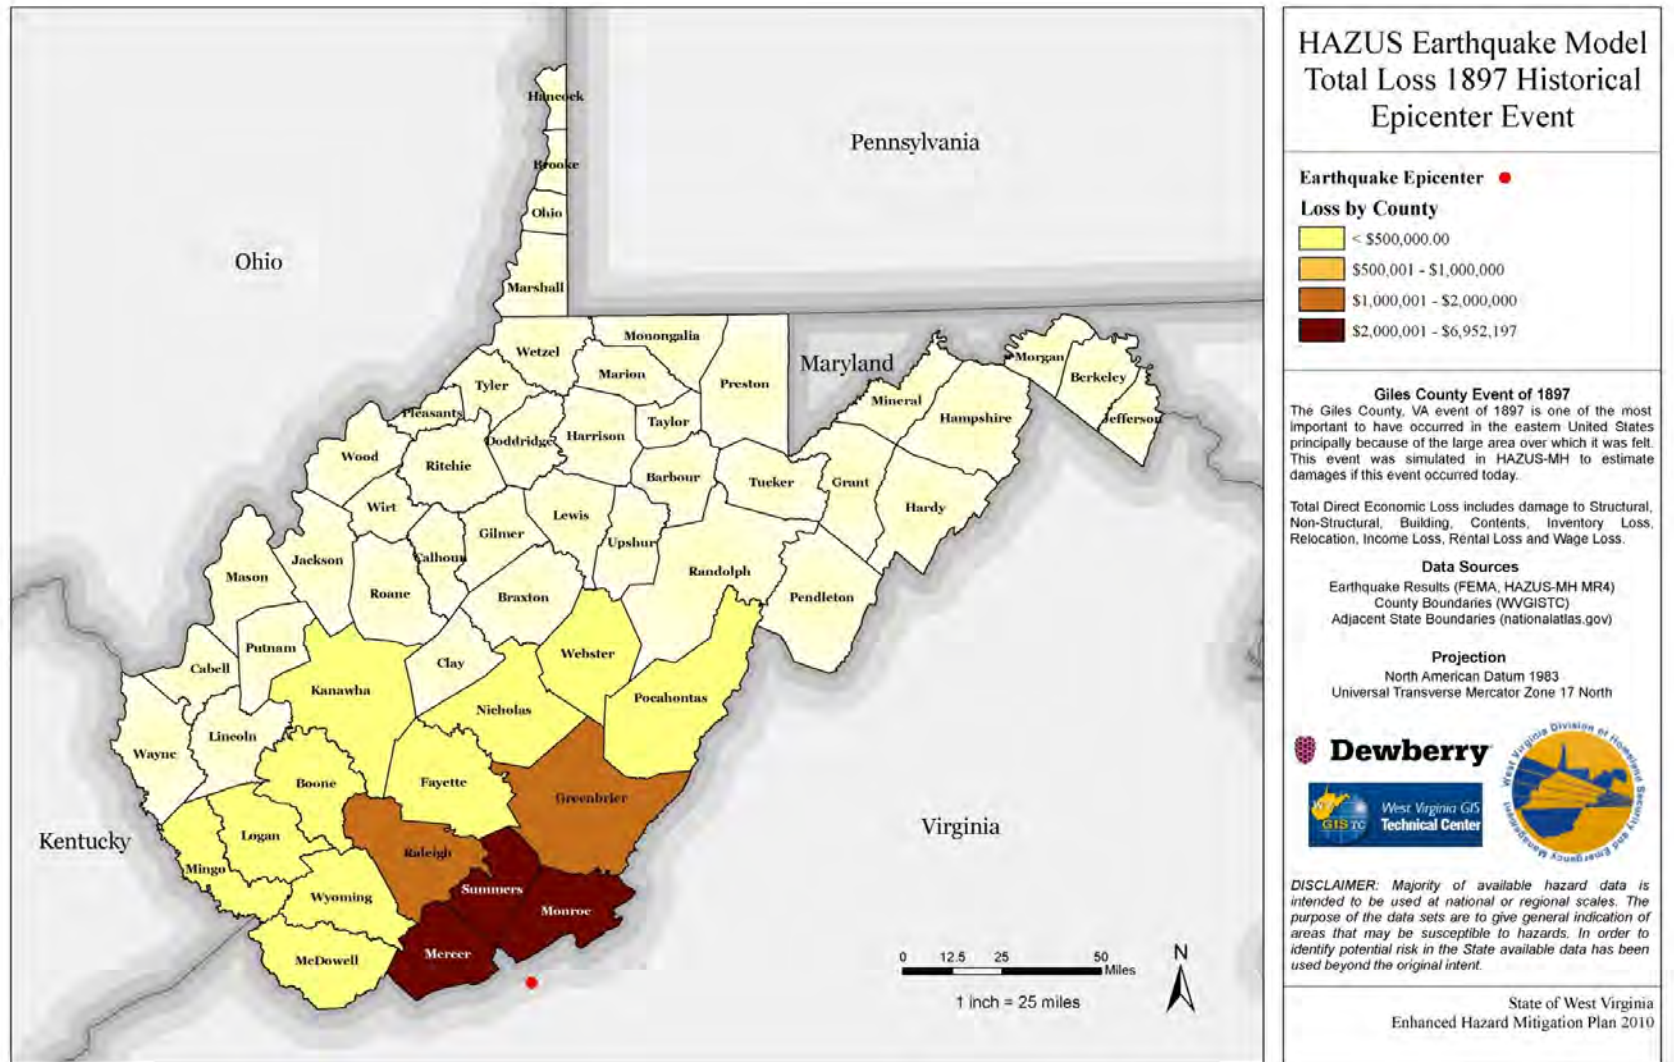 Hancock
Brooke
Ohio
Marshall
Pennsylvania
Ohio
Wetzel
Monongalia
Marion
Preston
Maryland
Tyler
Pleasants
Doddridge
Harrison
Taylor
Mineral
Hampshire
Morgan
Berkeley
Jefferson
Wood
Ritchie
Barbour
Tucker
Grant
Hardy
Wirt
Calhoun
Gilmer
Lewis
Upshur
Randolph
Pendleton
Mason
Jackson
Roane
Braxton
Cabell
Putnam
Clay
Webster
Kanawha
Nicholas
Pocahontas
Wayne
Lincoln
Boone
Fayette
Greenbrier
Kentucky
Virginia
Logan
Mingo
Raleigh
Wyoming
Summers
Monroe
McDowell
Mercer
0 12.5 25 50
Miles
1 inch = 25 miles
N
HAZUS Earthquake Model
Total Loss 1897 Historical
Epicenter Event
Earthquake Epicenter
Loss by County
< $500,000.00
$500,001 - $1,000,000
$1,000,001 - $2,000,000
$2,000,001 - $6,952,197
Giles County Event of 1897
The Giles County, VA event of 1897 is one of the most
important to have occurred in the eastern United States
principally because of the large area over which it was felt.
This event was simulated in HAZUS-MH to estimate
damages if this event occurred today.
Total Direct Economic Loss includes damage to Structural,
Non-Structural, Building, Contents, Inventory Loss,
Relocation, Income Loss, Rental Loss and Wage Loss.
Data Sources
Earthquake Results (FEMA, HAZUS-MH MR4)
County Boundaries (WVGISTC)
Adjacent State Boundaries (nationalatlas.gov)
Projection
North American Datum 1983
Universal Transverse Mercator Zone 17 North
Dewberry
WV
GISTC
West Virginia GIS
Technical Center
West Virginia Division of Homeland Security and Emergency Management
DISCLAIMER: Majority of available hazard data is
intended to be used at national or regional scales. The
purpose of the data sets are to give general indication of
areas that may be susceptible to hazards. In order to
identify potential risk in the State available data has been
used beyond the original intent.
State of West Virginia
Enhanced Hazard Mitigation Plan 2010